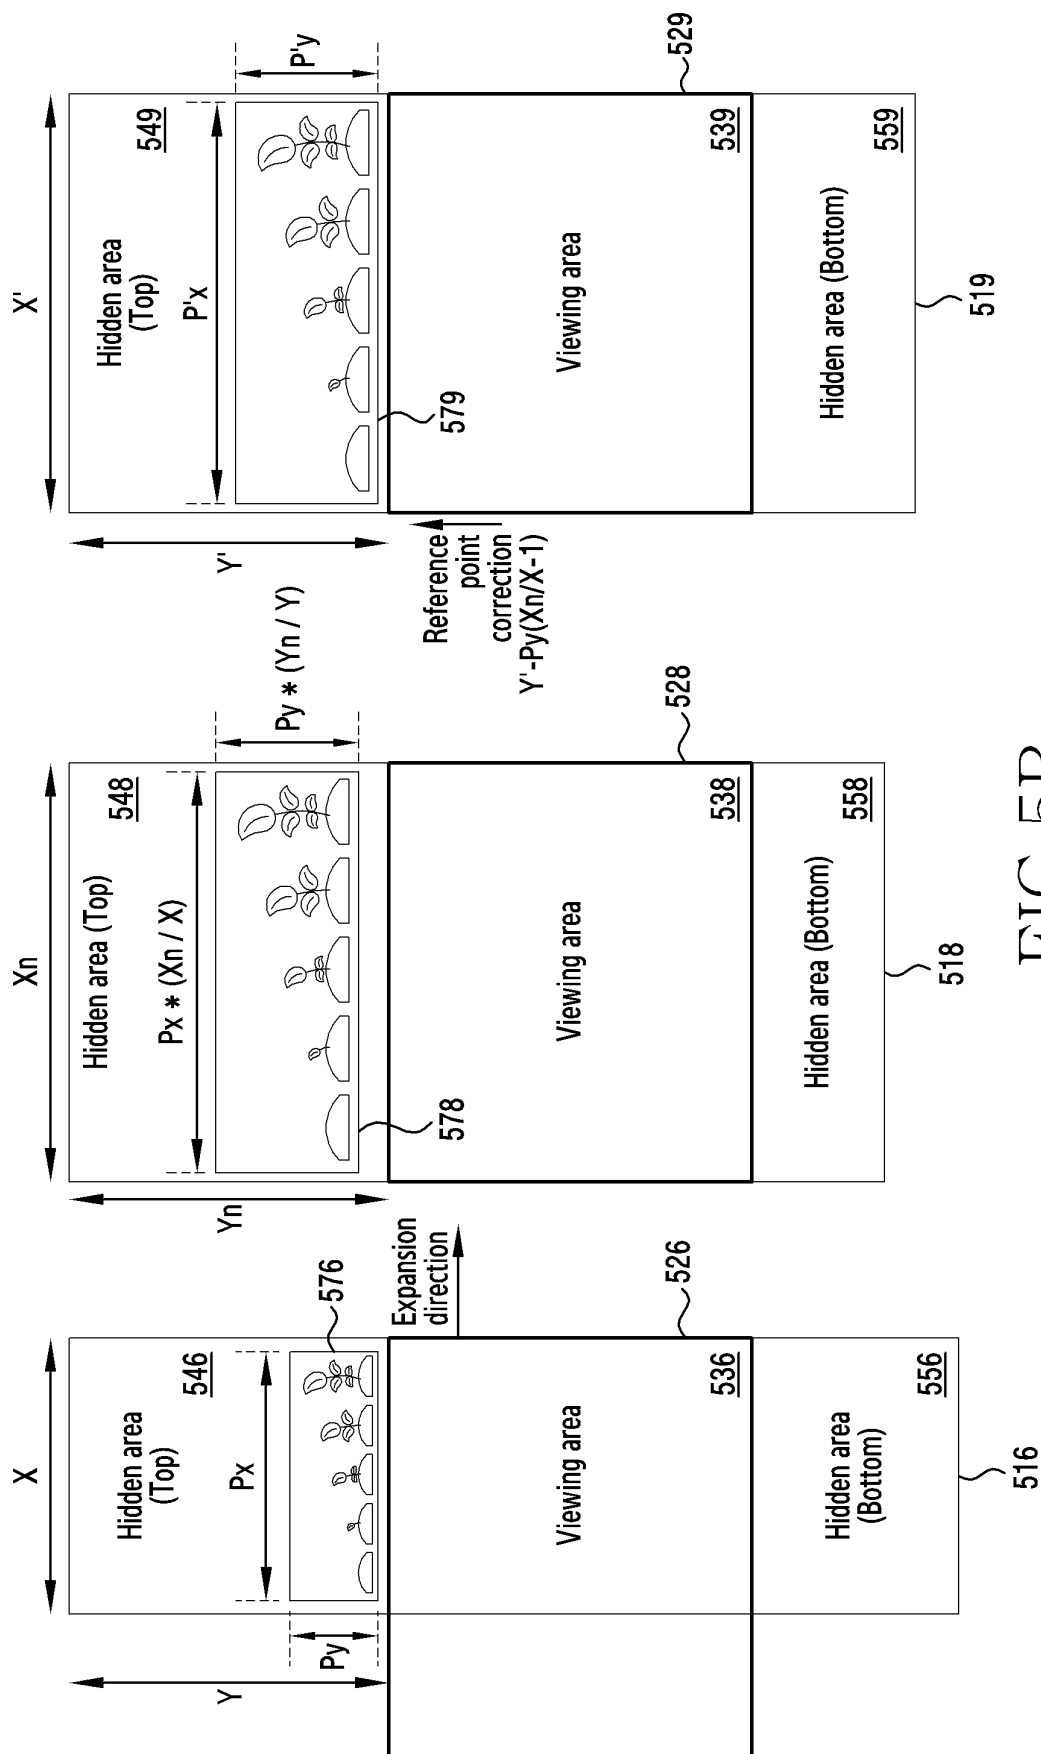 X
Y
Hidden area
(Top)
546
Py
Px
576
Expansion
direction
Viewing area
536
526
Hidden area
(Bottom)
556
516
Xn
Yn
Hidden area (Top)
548
Px * (Xn / X)
Py * (Yn / Y)
578
Viewing area
538
528
Hidden area (Bottom)
558
518
X'
Y'
Hidden area
(Top)
549
P'x
P'y
579
Reference
point
correction
Y'-Py(Xn/X-1)
Viewing area
539
529
Hidden area (Bottom)
559
519
FIG